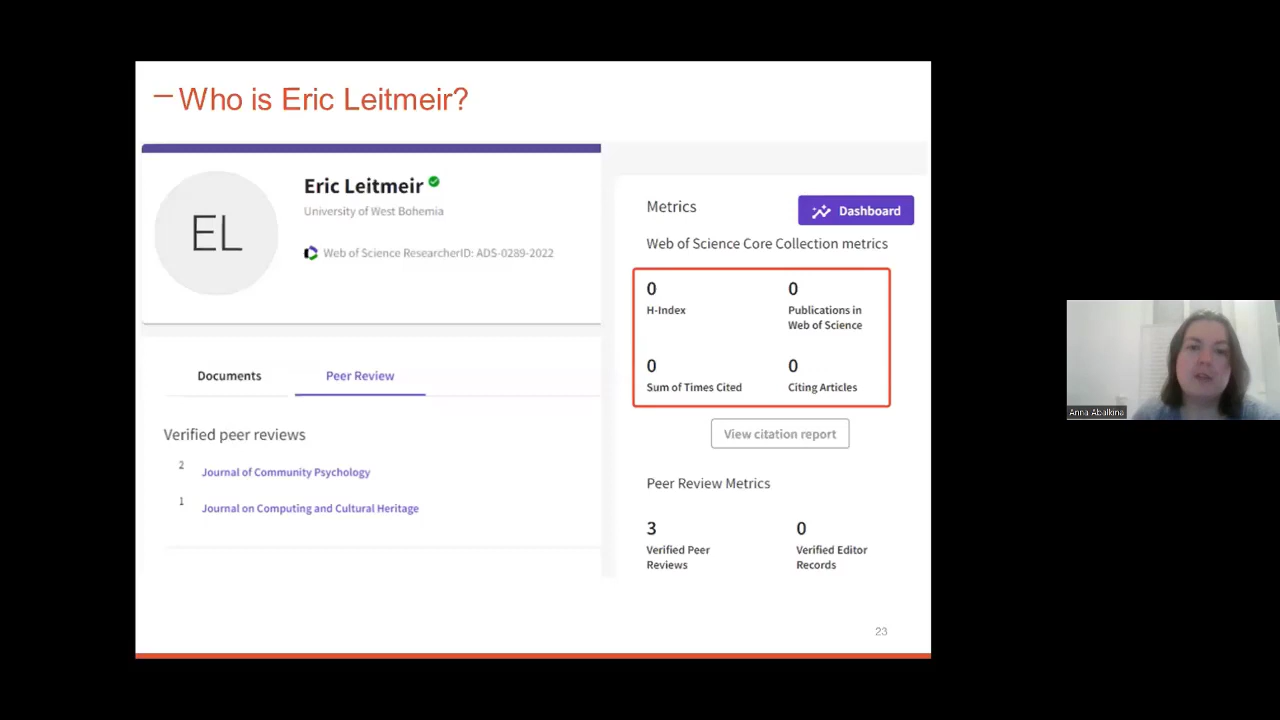 Who is Eric Leitmeir?
EL
Eric Leitmeir
University of West Bohemia
Web of Science ResearcherID: ADS-0289-2022
Documents
Peer Review
Verified peer reviews
2
Journal of Community Psychology
1
Journal on Computing and Cultural Heritage
Metrics
Dashboard
Web of Science Core Collection metrics
0
H-Index
0
Publications in
Web of Science
0
Sum of Times Cited
0
Citing Articles
View citation report
Peer Review Metrics
3
Verified Peer
Reviews
0
Verified Editor
Records
23
Anna Abalkina